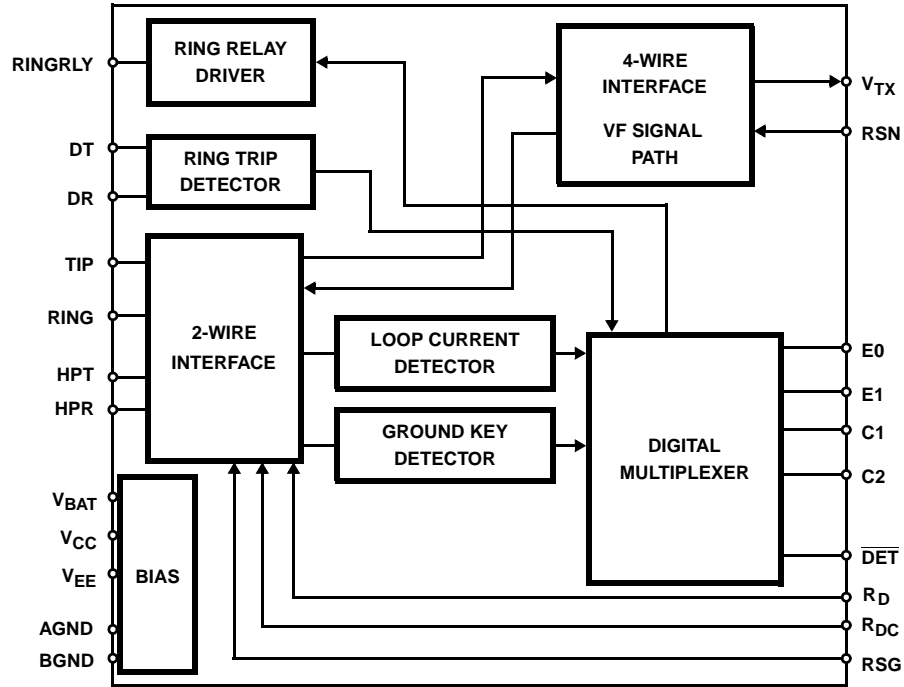 RINGRLY
DT
DR
TIP
RING
HPT
HPR
VBAT
VCC
VEE
AGND
BGND
RING RELAY
DRIVER
RING TRIP
DETECTOR
2-WIRE
INTERFACE
BIAS
LOOP CURRENT
DETECTOR
GROUND KEY
DETECTOR
4-WIRE
INTERFACE
VF SIGNAL
PATH
DIGITAL
MULTIPLEXER
VTX
RSN
E0
E1
C1
C2
DET
RD
RDC
RSG